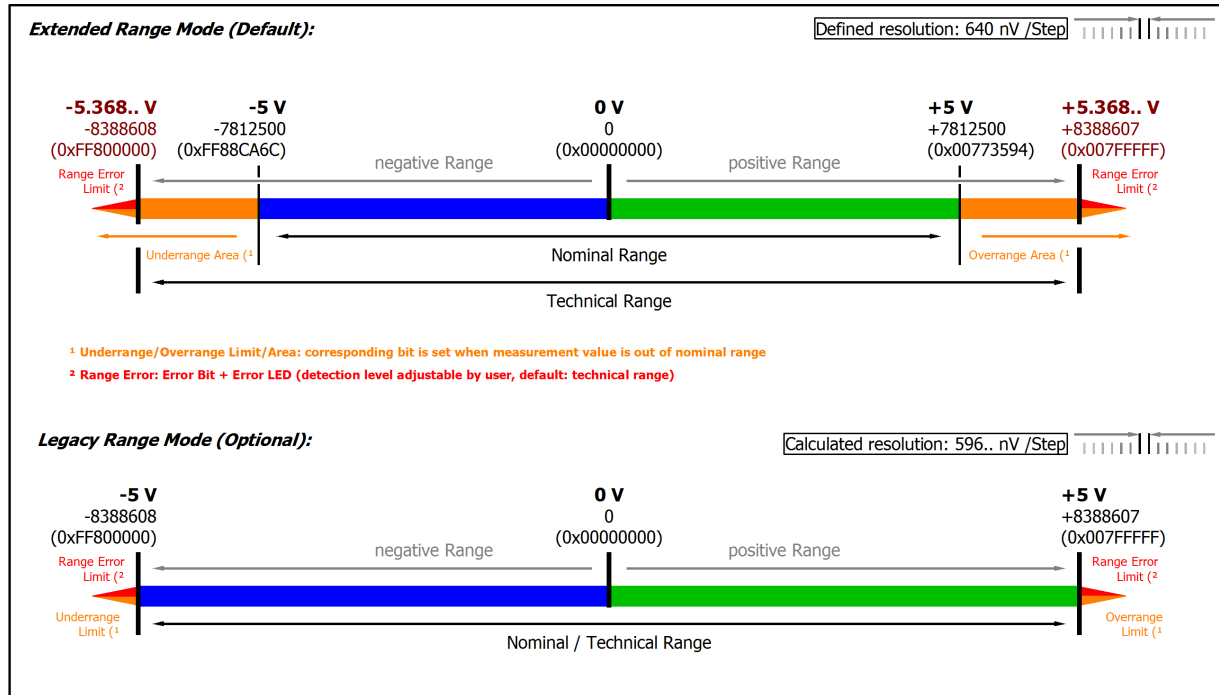 Extended Range Mode (Default):
Defined resolution: 640 nV /Step
-5.368.. V
-8388608
(0xFF800000)
-5 V
-7812500
(0xFF88CA6C)
0 V
0
(0x00000000)
+5 V
+7812500
(0x00773594)
+5.368.. V
+8388607
(0x007FFFFF)
negative Range
positive Range
Range Error
Limit (²
Range Error
Limit (²
Underrange Area (¹
Nominal Range
Overrange Area (¹
Technical Range
¹ Underrange/Overrange Limit/Area: corresponding bit is set when measurement value is out of nominal range
² Range Error: Error Bit + Error LED (detection level adjustable by user, default: technical range)
Legacy Range Mode (Optional):
Calculated resolution: 596.. nV /Step
-5 V
-8388608
(0xFF800000)
0 V
0
(0x00000000)
+5 V
+8388607
(0x007FFFFF)
negative Range
positive Range
Range Error
Limit (²
Range Error
Limit (²
Underrange
Limit (¹
Overrange
Limit (¹
Nominal / Technical Range